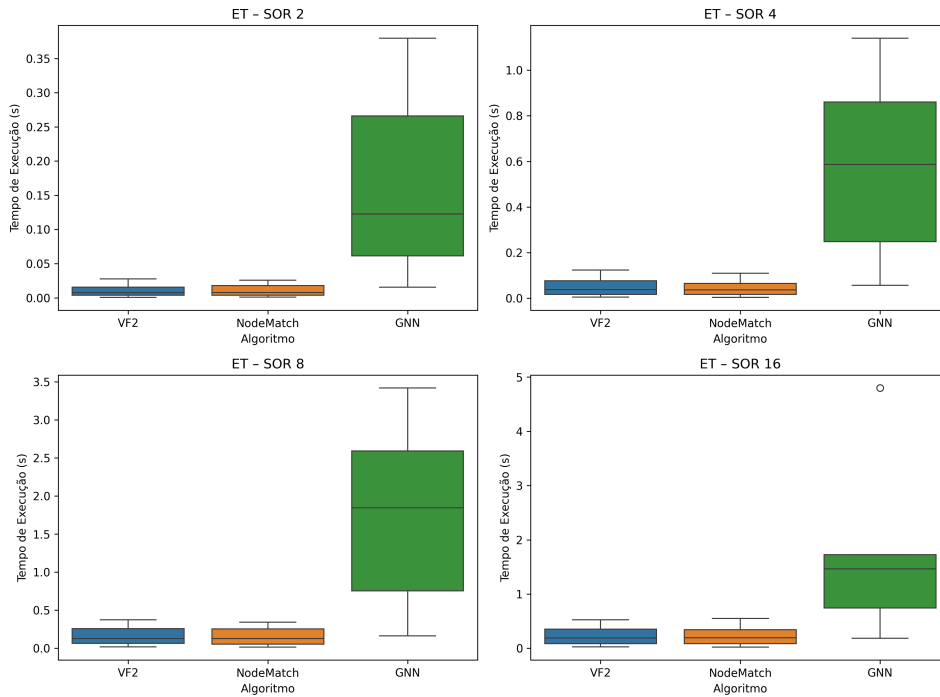 ET – SOR 2
Tempo de Execução (s)
0.35
0.30
0.25
0.20
0.15
0.10
0.05
0.00
VF2
NodeMatch
GNN
Algoritmo
ET – SOR 4
Tempo de Execução (s)
1.0
0.8
0.6
0.4
0.2
0.0
VF2
NodeMatch
GNN
Algoritmo
ET – SOR 8
Tempo de Execução (s)
3.5
3.0
2.5
2.0
1.5
1.0
0.5
0.0
VF2
NodeMatch
GNN
Algoritmo
ET – SOR 16
Tempo de Execução (s)
5
4
3
2
1
0
VF2
NodeMatch
GNN
Algoritmo